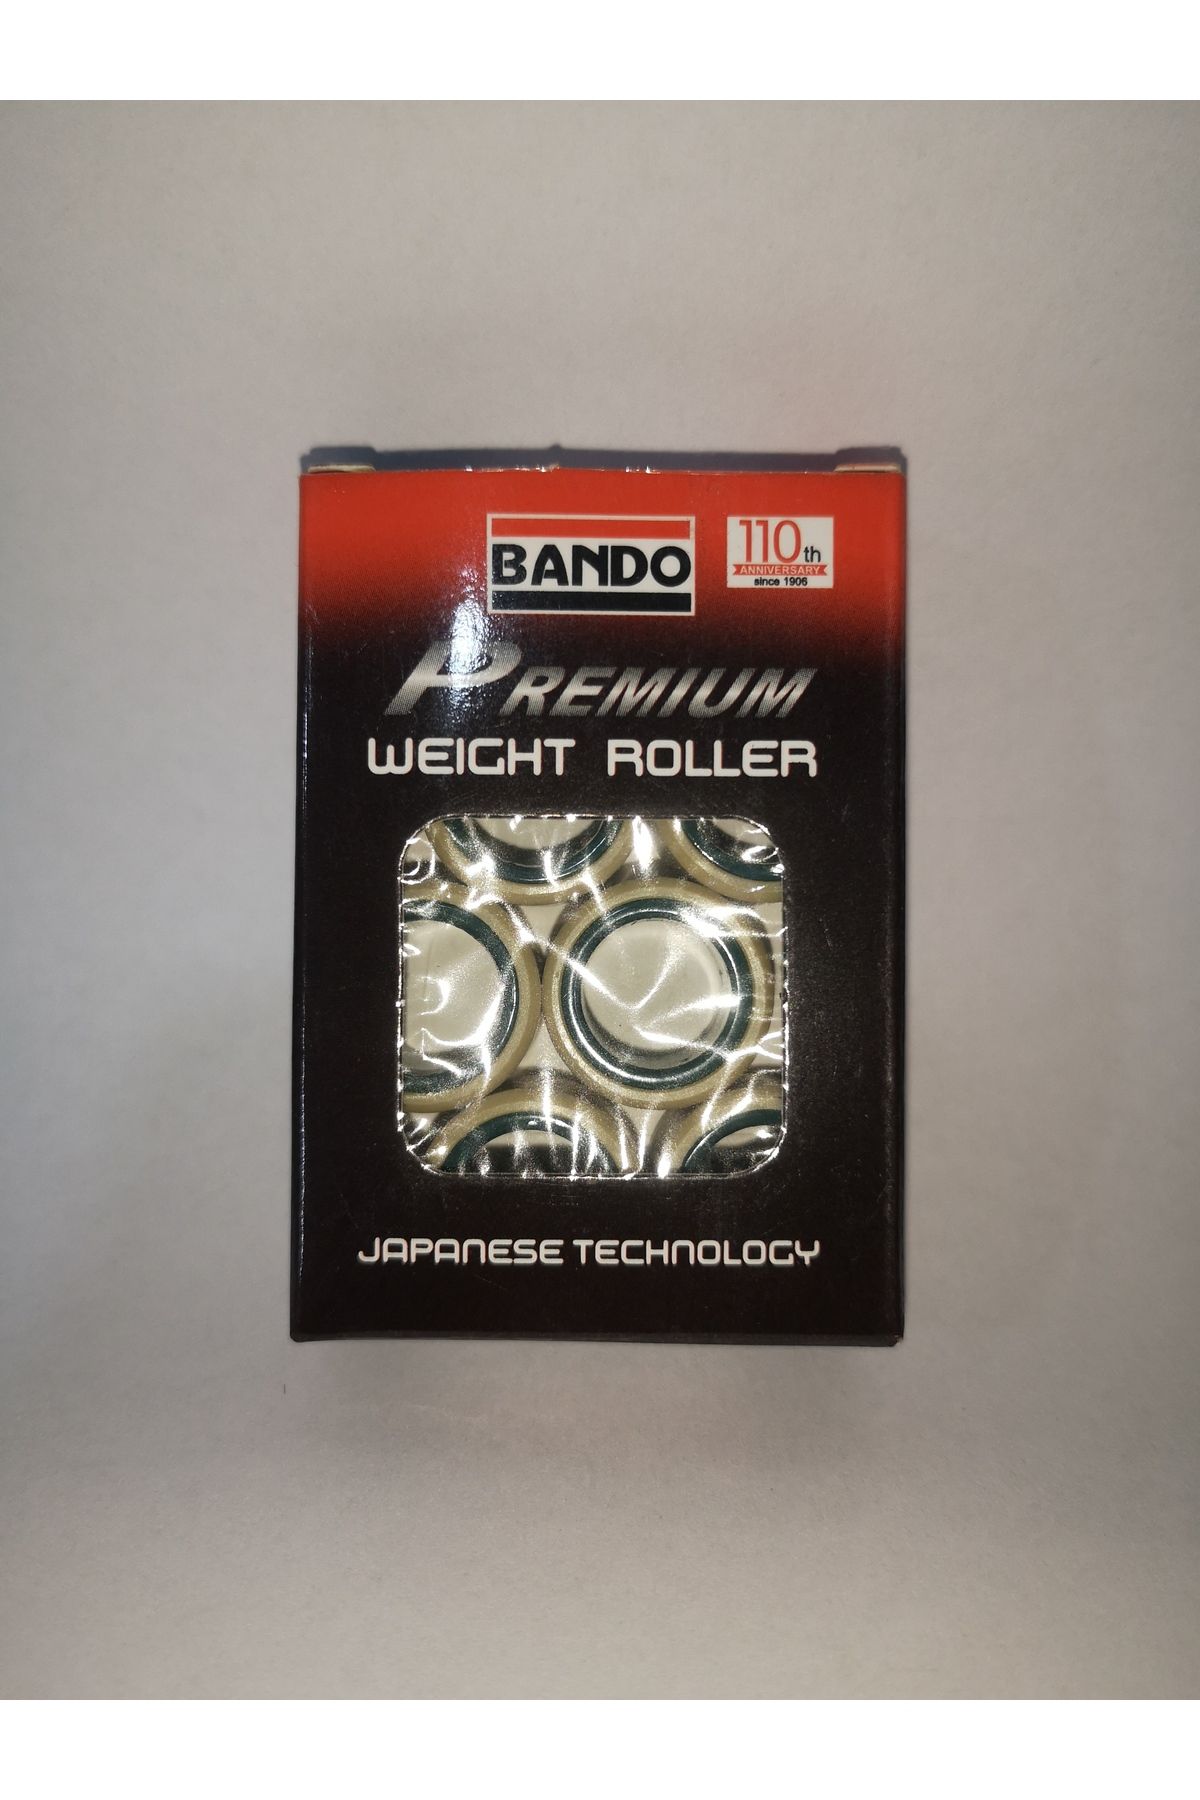 BANDO
110th
ANNIVERSARY
since 1906
PREMIUM
WEIGHT ROLLER
JAPANESE TECHNOLOGY